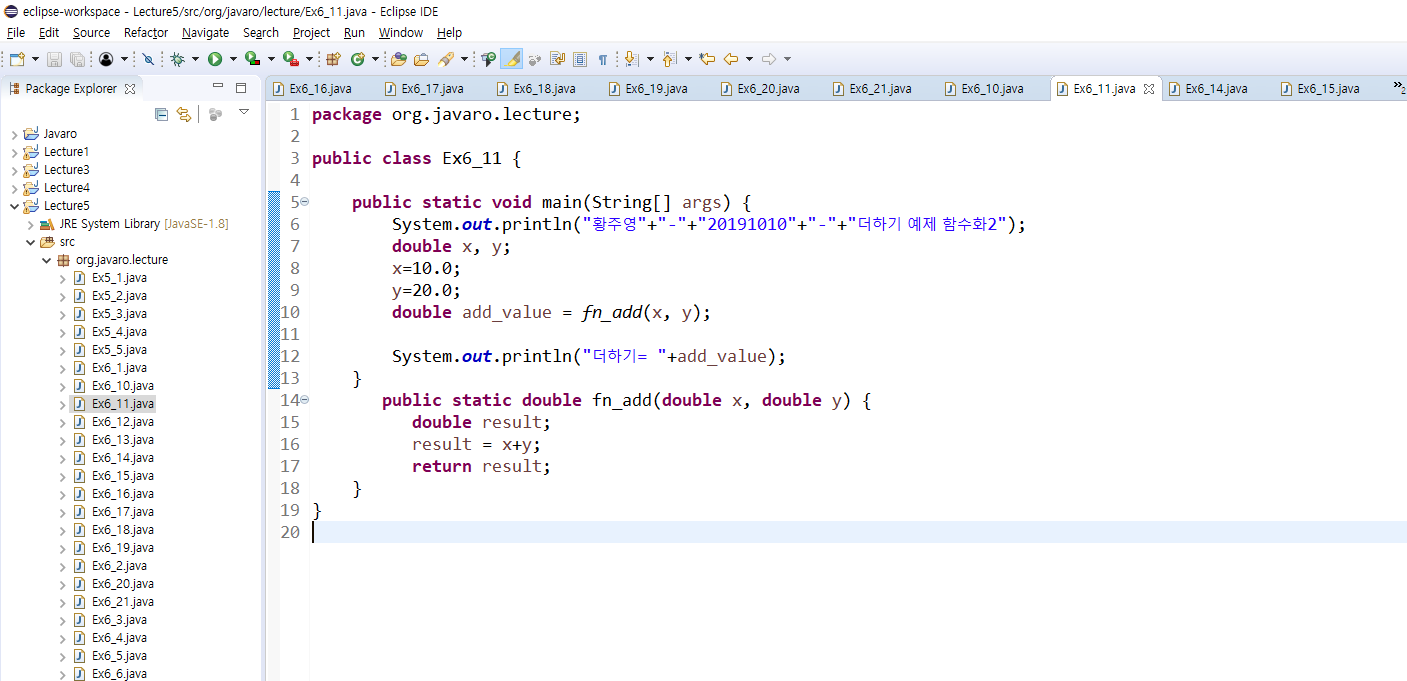 eclipse-workspace - Lecture5/src/org/javaro/lecture/Ex6_11.java - Eclipse IDE
File Edit Source Refactor Navigate Search Project Run Window Help
Package Explorer
Ex6_16.java Ex6_17.java Ex6_18.java Ex6_19.java Ex6_20.java Ex6_21.java Ex6_10.java Ex6_11.java Ex6_14.java Ex6_15.java »2
Javaro
Lecture1
Lecture3
Lecture4
Lecture5
JRE System Library [JavaSE-1.8]
src
org.javaro.lecture
Ex5_1.java
Ex5_2.java
Ex5_3.java
Ex5_4.java
Ex5_5.java
Ex6_1.java
Ex6_10.java
Ex6_11.java
Ex6_12.java
Ex6_13.java
Ex6_14.java
Ex6_15.java
Ex6_16.java
Ex6_17.java
Ex6_18.java
Ex6_19.java
Ex6_2.java
Ex6_20.java
Ex6_21.java
Ex6_3.java
Ex6_4.java
Ex6_5.java
Ex6_6.java
1 package org.javaro.lecture;
2
3 public class Ex6_11 {
4
5 public static void main(String[] args) {
6 System.out.println("황주영"+"-"+"20191010"+"-"+"더하기 예제 함수화2");
7 double x, y;
8 x=10.0;
9 y=20.0;
10 double add_value = fn_add(x, y);
11
12 System.out.println("더하기= "+add_value);
13 }
14 public static double fn_add(double x, double y) {
15 double result;
16 result = x+y;
17 return result;
18 }
19 }
20